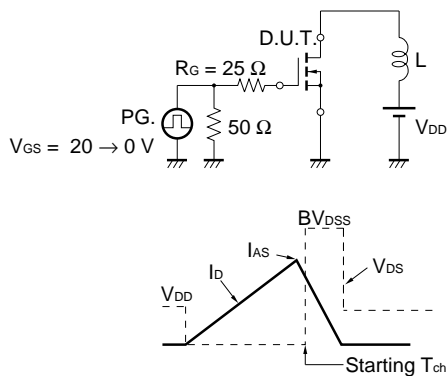 D.U.T.
RG = 25 Ω
L
PG.
50 Ω
VDD
VGS = 20 → 0 V
BVDSS
IAS
ID
VDS
VDD
Starting Tch